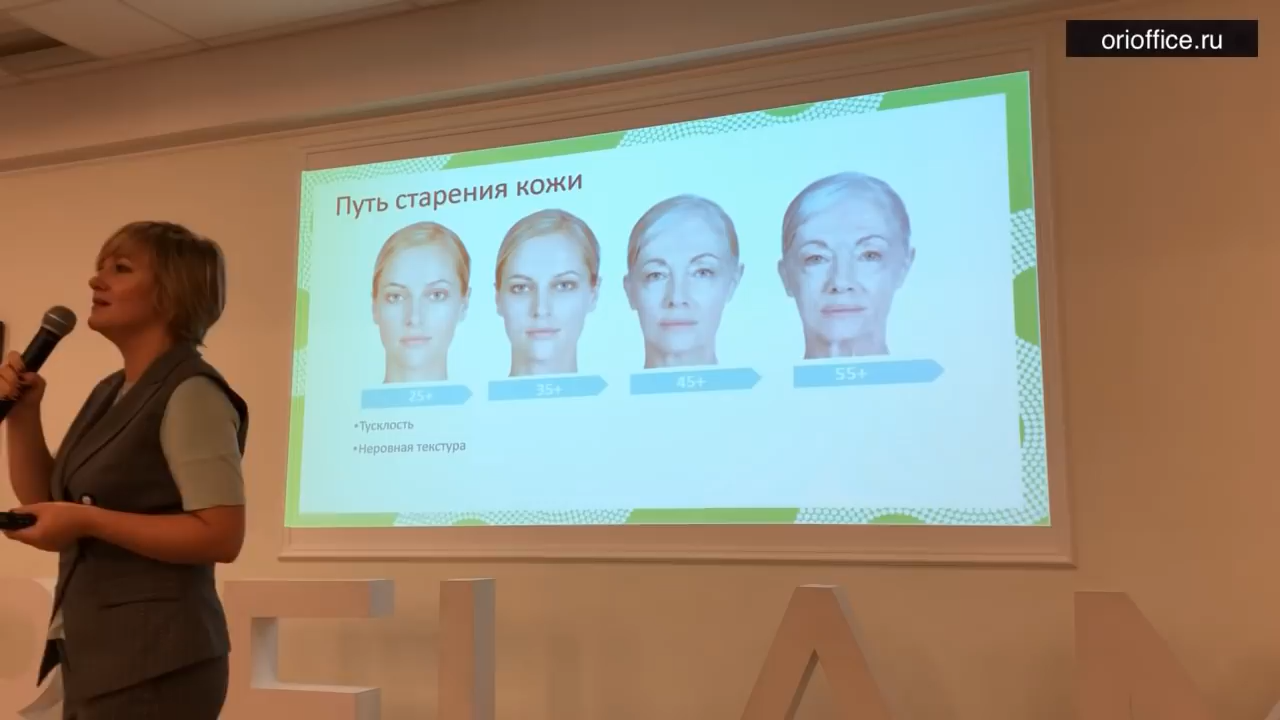 orioffice.ru
Путь старения кожи
25+
35+
45+
55+
•Тусклость
•Неровная текстура